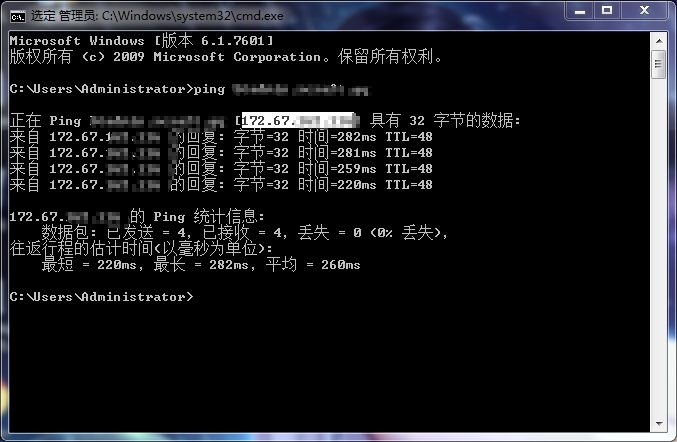 选定 管理员: C:\Windows\system32\cmd.exe
Microsoft Windows [版本 6.1.7601]
版权所有 (c) 2009 Microsoft Corporation。保留所有权利。
C:\Users\Administrator>ping
正在 Ping [172.67. 具有 32 字节的数据:
来自 172.67. 的回复: 字节=32 时间=282ms TTL=48
来自 172.67. 的回复: 字节=32 时间=281ms TTL=48
来自 172.67. 的回复: 字节=32 时间=259ms TTL=48
来自 172.67. 的回复: 字节=32 时间=220ms TTL=48
172.67. 的 Ping 统计信息:
数据包: 已发送 = 4, 已接收 = 4, 丢失 = 0 (0% 丢失),
往返行程的估计时间(以毫秒为单位):
最短 = 220ms, 最长 = 282ms, 平均 = 260ms
C:\Users\Administrator>